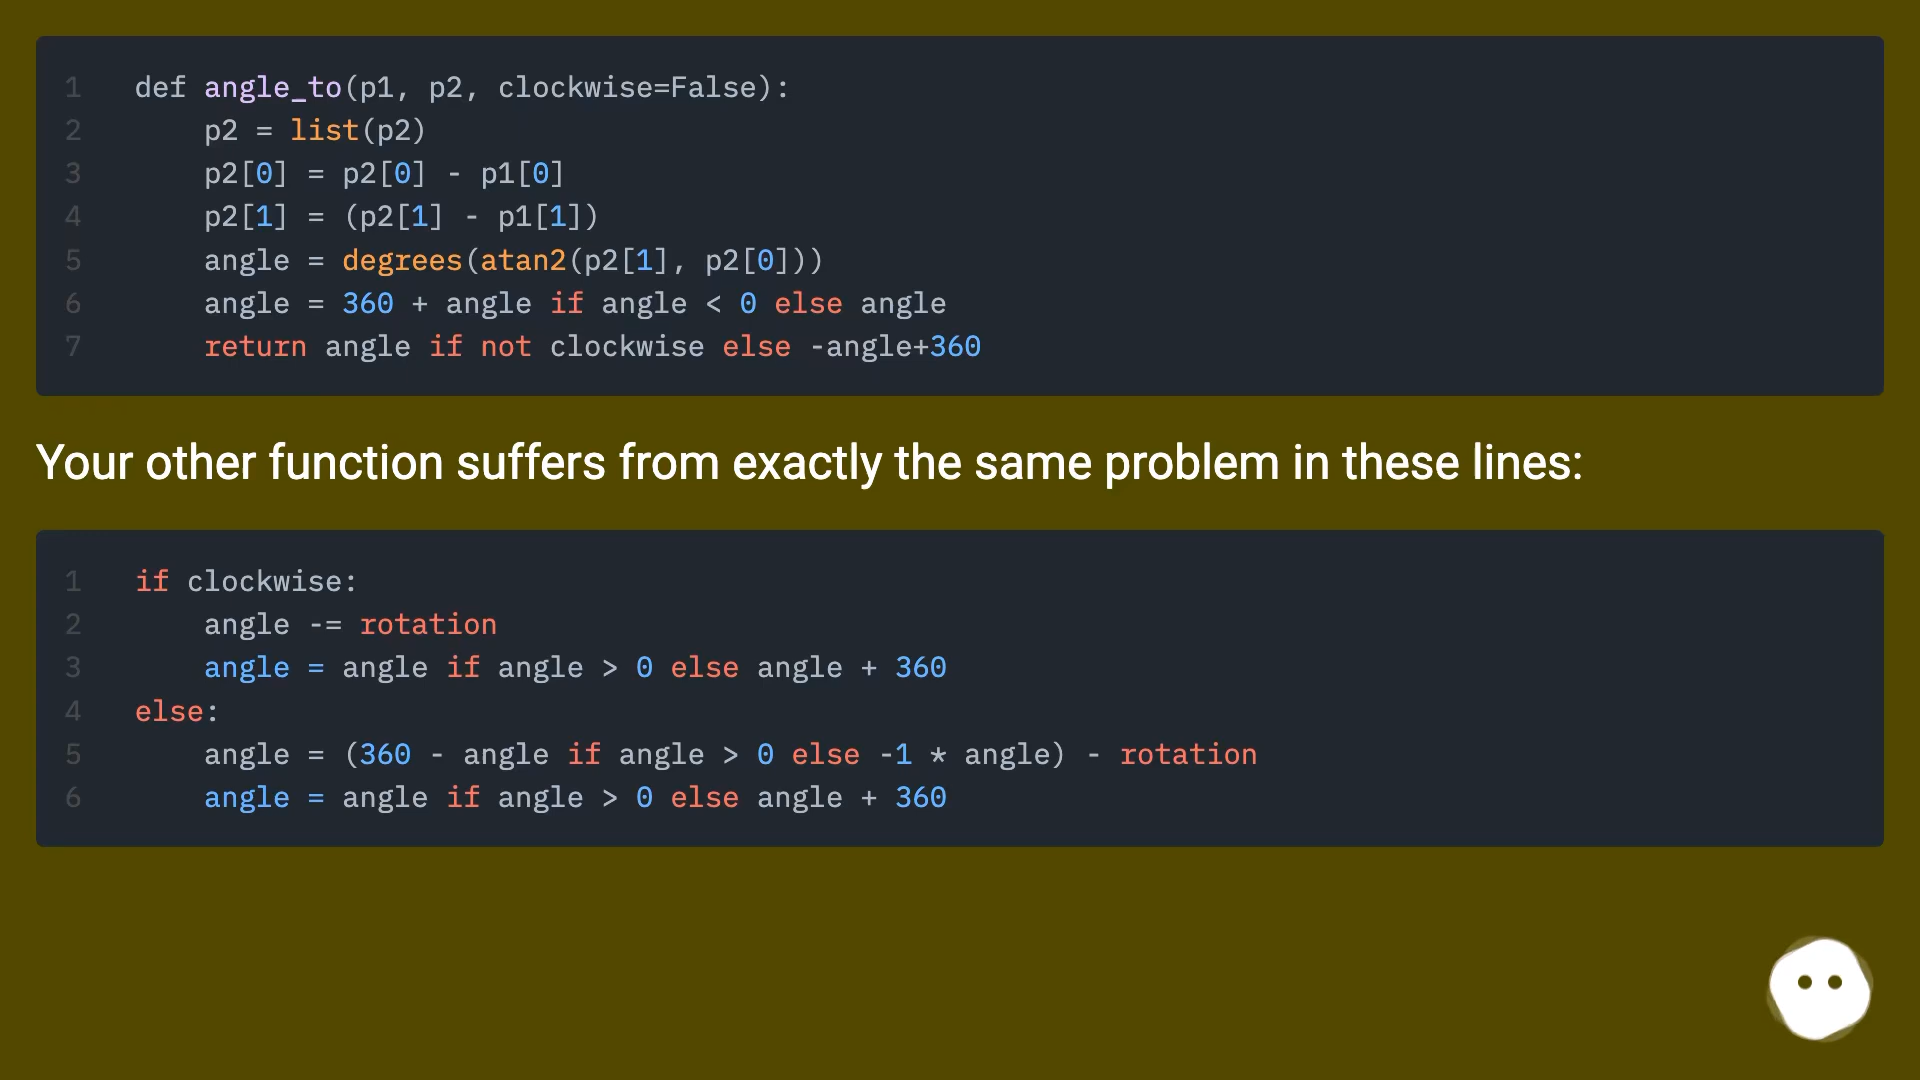 1 def angle_to(p1, p2, clockwise=False):
2     p2 = list(p2)
3     p2[0] = p2[0] - p1[0]
4     p2[1] = (p2[1] - p1[1])
5     angle = degrees(atan2(p2[1], p2[0]))
6     angle = 360 + angle if angle < 0 else angle
7     return angle if not clockwise else -angle+360
Your other function suffers from exactly the same problem in these lines:
1 if clockwise:
2     angle -= rotation
3     angle = angle if angle > 0 else angle + 360
4 else:
5     angle = (360 - angle if angle > 0 else -1 * angle) - rotation
6     angle = angle if angle > 0 else angle + 360